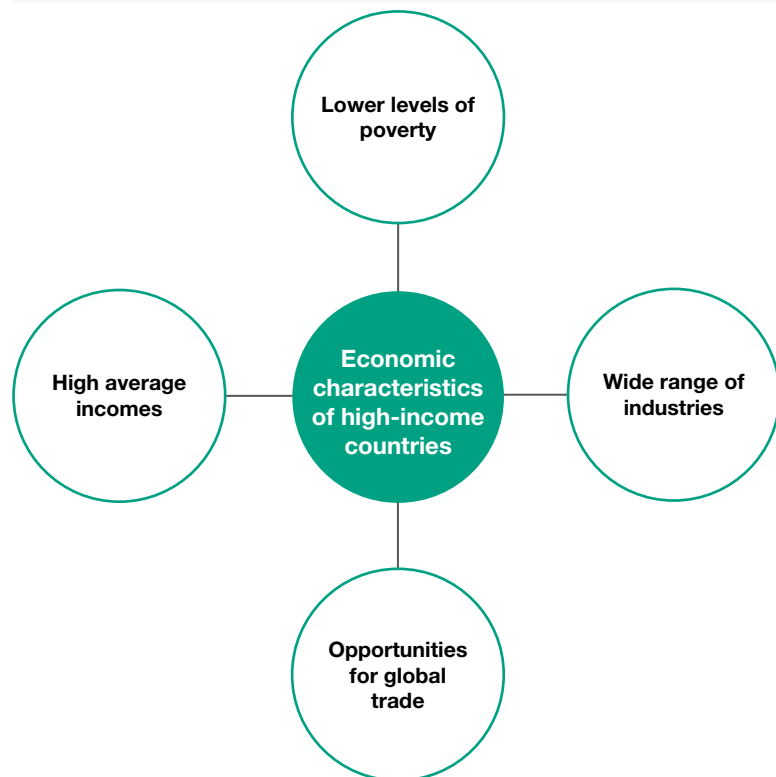 Lower levels of
poverty
High average
incomes
Economic
characteristics
of high-income
countries
Wide range of
industries
Opportunities
for global
trade